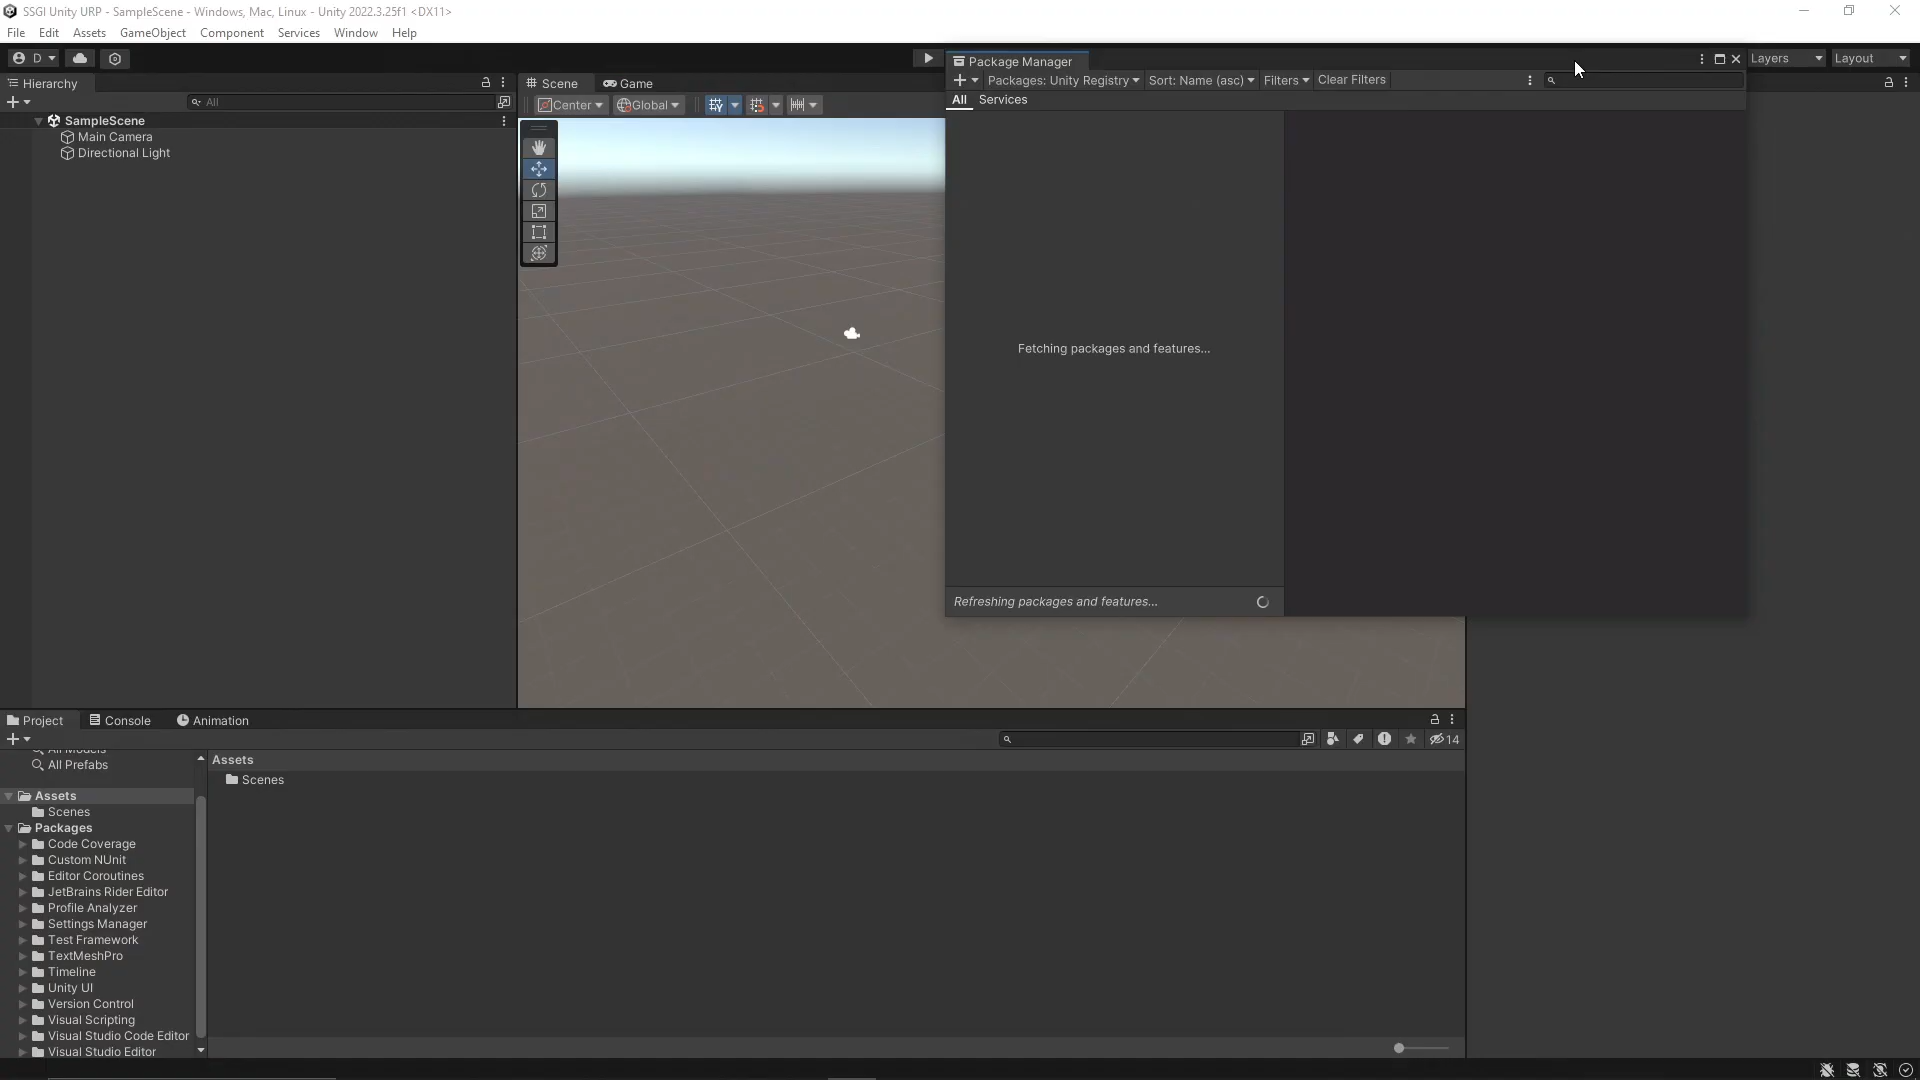 SSGI Unity URP - SampleScene - Windows, Mac, Linux - Unity 2022.3.25f1 <DX11>
File Edit Assets GameObject Component Services Window Help
D
Layers Layout
Hierarchy
All
SampleScene
Main Camera
Directional Light
Scene Game
Center Global
Package Manager
Packages: Unity Registry Sort: Name (asc) Filters Clear Filters
All Services
Fetching packages and features...
Refreshing packages and features...
Project Console Animation
14
All Models
All Prefabs
Assets
Scenes
Packages
Code Coverage
Custom NUnit
Editor Coroutines
JetBrains Rider Editor
Profile Analyzer
Settings Manager
Test Framework
TextMeshPro
Timeline
Unity UI
Version Control
Visual Scripting
Visual Studio Code Editor
Visual Studio Editor
Assets
Scenes